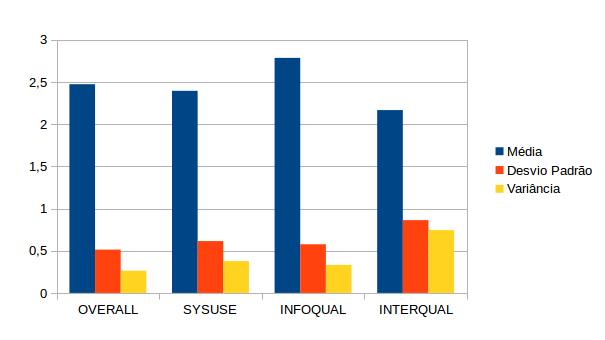 3
2,5
2
1,5
1
0,5
0
OVERALL SYSUSE INFOQUAL INTERQUAL
Média
Desvio Padrão
Variância